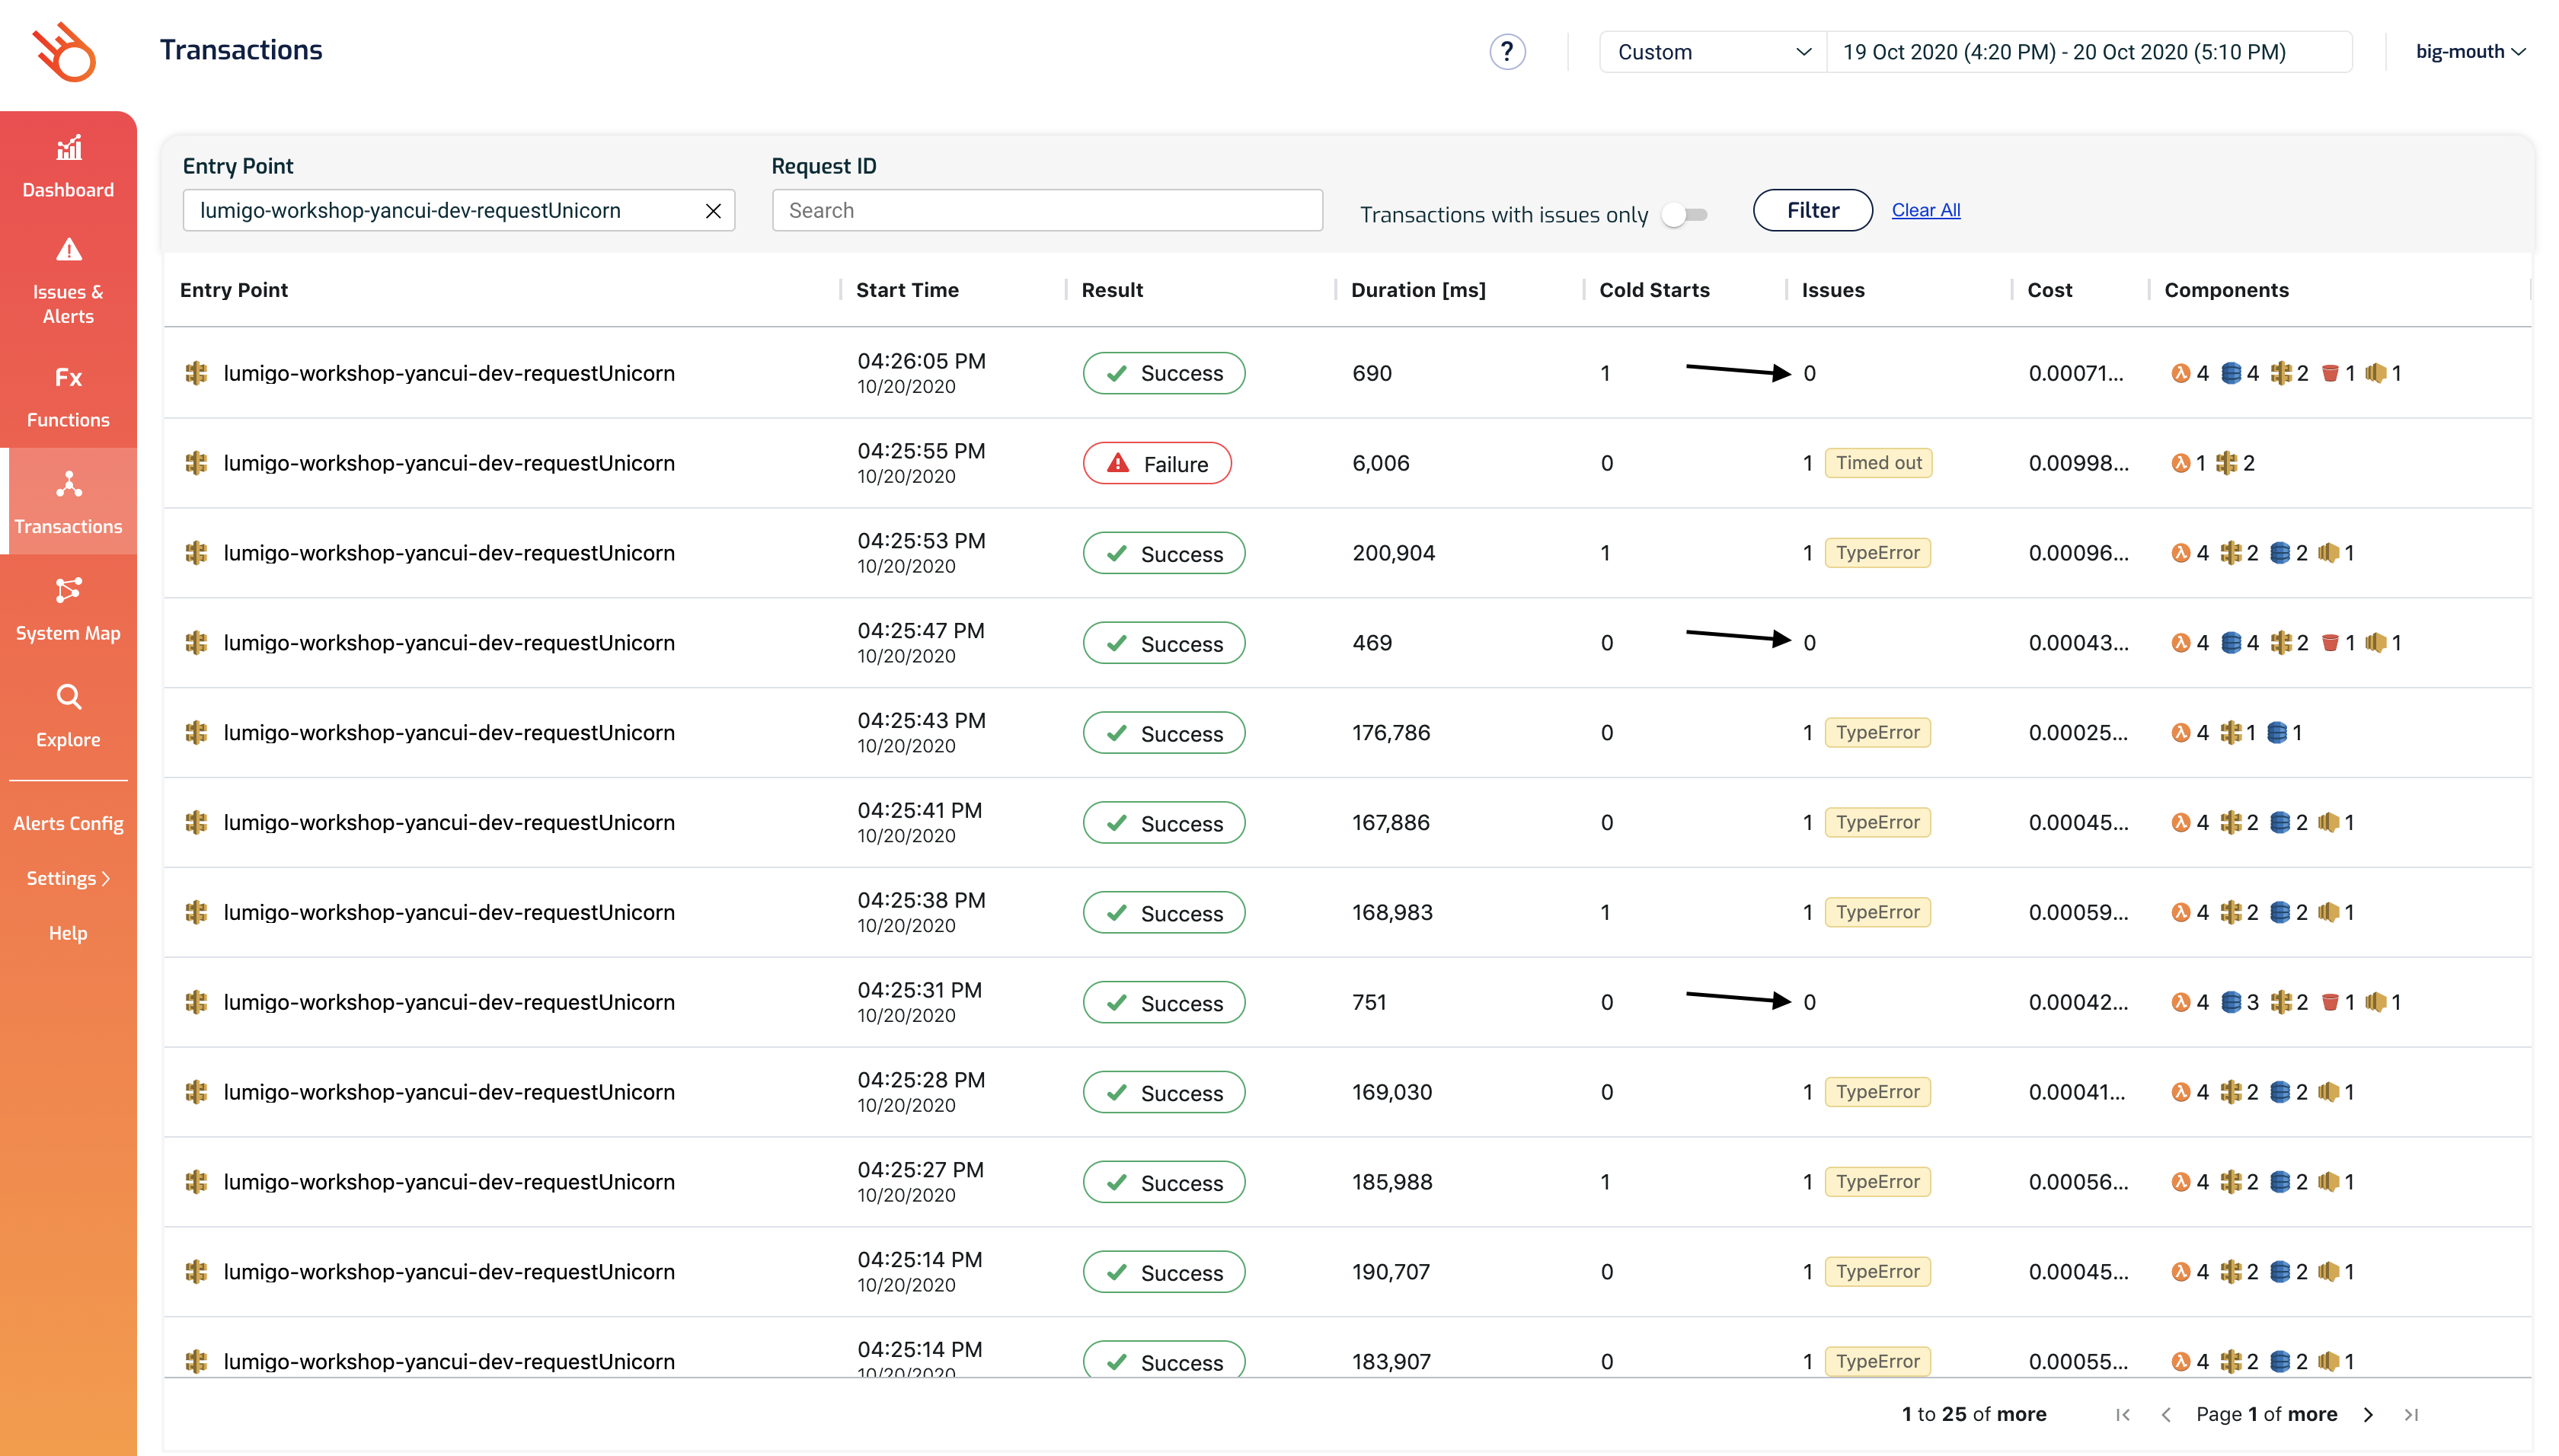 Transactions
?
Custom
19 Oct 2020 (4:20 PM) - 20 Oct 2020 (5:10 PM)
big-mouth
Dashboard
Issues &
Alerts
Fx
Functions
Transactions
System Map
Explore
Alerts Config
Settings
Help
Entry Point
Request ID
lumigo-workshop-yancui-dev-requestUnicorn
Search
Transactions with issues only
Filter
Clear All
Entry Point Start Time Result Duration [ms] Cold Starts Issues Cost Components
lumigo-workshop-yancui-dev-requestUnicorn 04:26:05 PM Success 690 1 0 0.00071... 4 4 2 1 1
10/20/2020
lumigo-workshop-yancui-dev-requestUnicorn 04:25:55 PM Failure 6,006 0 1 Timed out 0.00998... 1 2
10/20/2020
lumigo-workshop-yancui-dev-requestUnicorn 04:25:53 PM Success 200,904 1 1 TypeError 0.00096... 4 2 2 1
10/20/2020
lumigo-workshop-yancui-dev-requestUnicorn 04:25:47 PM Success 469 0 0 0.00043... 4 4 2 1 1
10/20/2020
lumigo-workshop-yancui-dev-requestUnicorn 04:25:43 PM Success 176,786 0 1 TypeError 0.00025... 4 1 1
10/20/2020
lumigo-workshop-yancui-dev-requestUnicorn 04:25:41 PM Success 167,886 0 1 TypeError 0.00045... 4 2 2 1
10/20/2020
lumigo-workshop-yancui-dev-requestUnicorn 04:25:38 PM Success 168,983 1 1 TypeError 0.00059... 4 2 2 1
10/20/2020
lumigo-workshop-yancui-dev-requestUnicorn 04:25:31 PM Success 751 0 0 0.00042... 4 3 2 1 1
10/20/2020
lumigo-workshop-yancui-dev-requestUnicorn 04:25:28 PM Success 169,030 0 1 TypeError 0.00041... 4 2 2 1
10/20/2020
lumigo-workshop-yancui-dev-requestUnicorn 04:25:27 PM Success 185,988 1 1 TypeError 0.00056... 4 2 2 1
10/20/2020
lumigo-workshop-yancui-dev-requestUnicorn 04:25:14 PM Success 190,707 0 1 TypeError 0.00045... 4 2 2 1
10/20/2020
lumigo-workshop-yancui-dev-requestUnicorn 04:25:14 PM Success 183,907 0 1 TypeError 0.00055... 4 2 2 1
10/20/2020
1 to 25 of more Page 1 of more